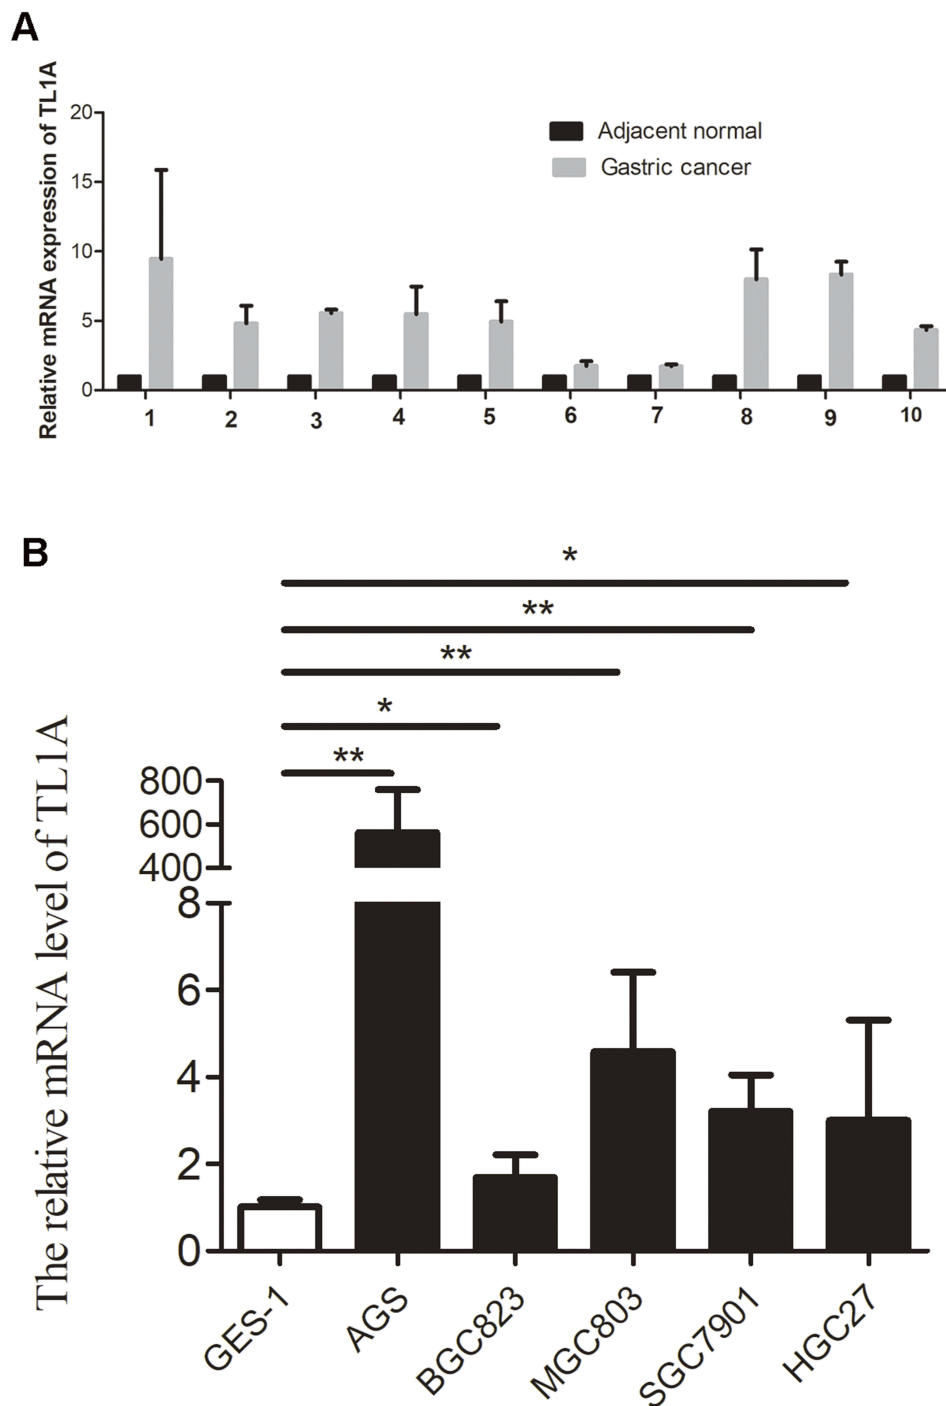 A
Relative mRNA expression of TL1A
20
15
10
5
0
Adjacent normal
Gastric cancer
1 2 3 4 5 6 7 8 9 10
B
*
**
**
*
**
The relative mRNA level of TL1A
800
600
400
8
6
4
2
0
GES-1
AGS
BGC823
MGC803
SGC7901
HGC27